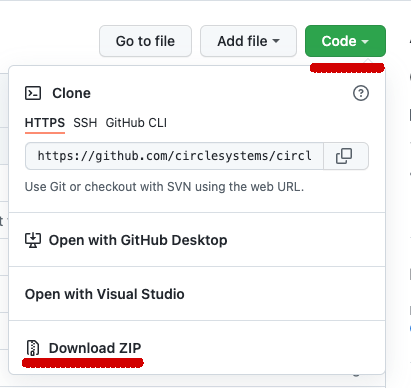 Go to file
Add file
Code
Clone
HTTPS SSH GitHub CLI
https://github.com/circlesystems/circl
Use Git or checkout with SVN using the web URL.
Open with GitHub Desktop
Open with Visual Studio
Download ZIP